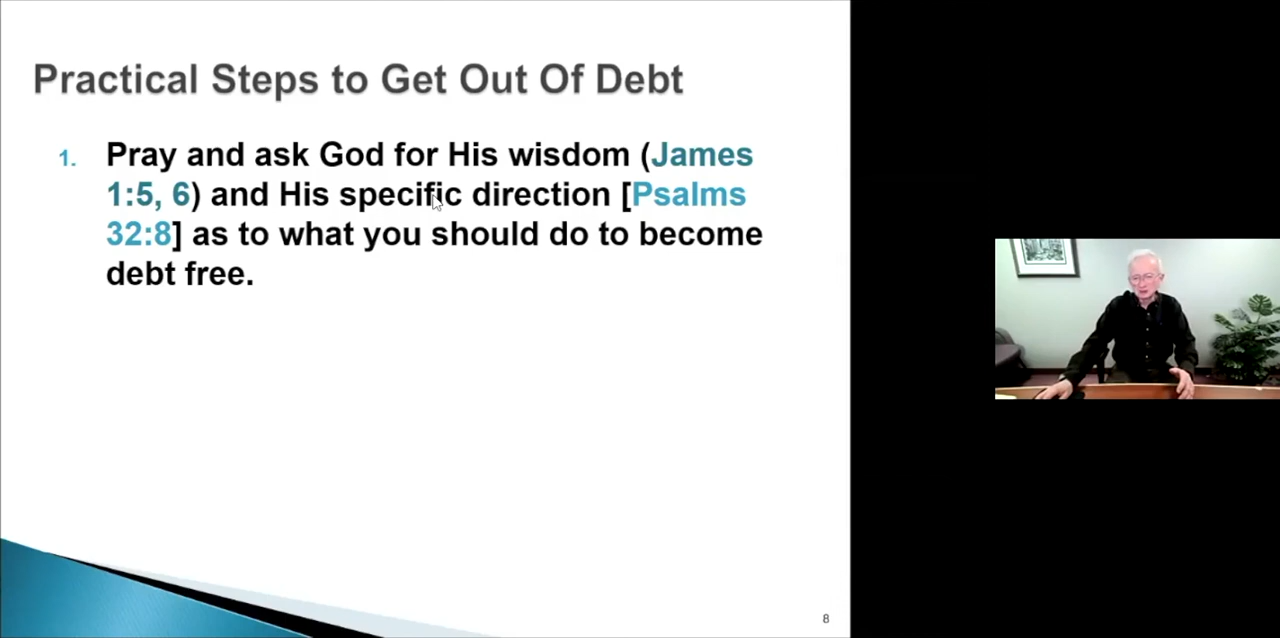 Practical Steps to Get Out Of Debt
1. Pray and ask God for His wisdom (James
1:5, 6) and His specific direction [Psalms
32:8] as to what you should do to become
debt free.
8